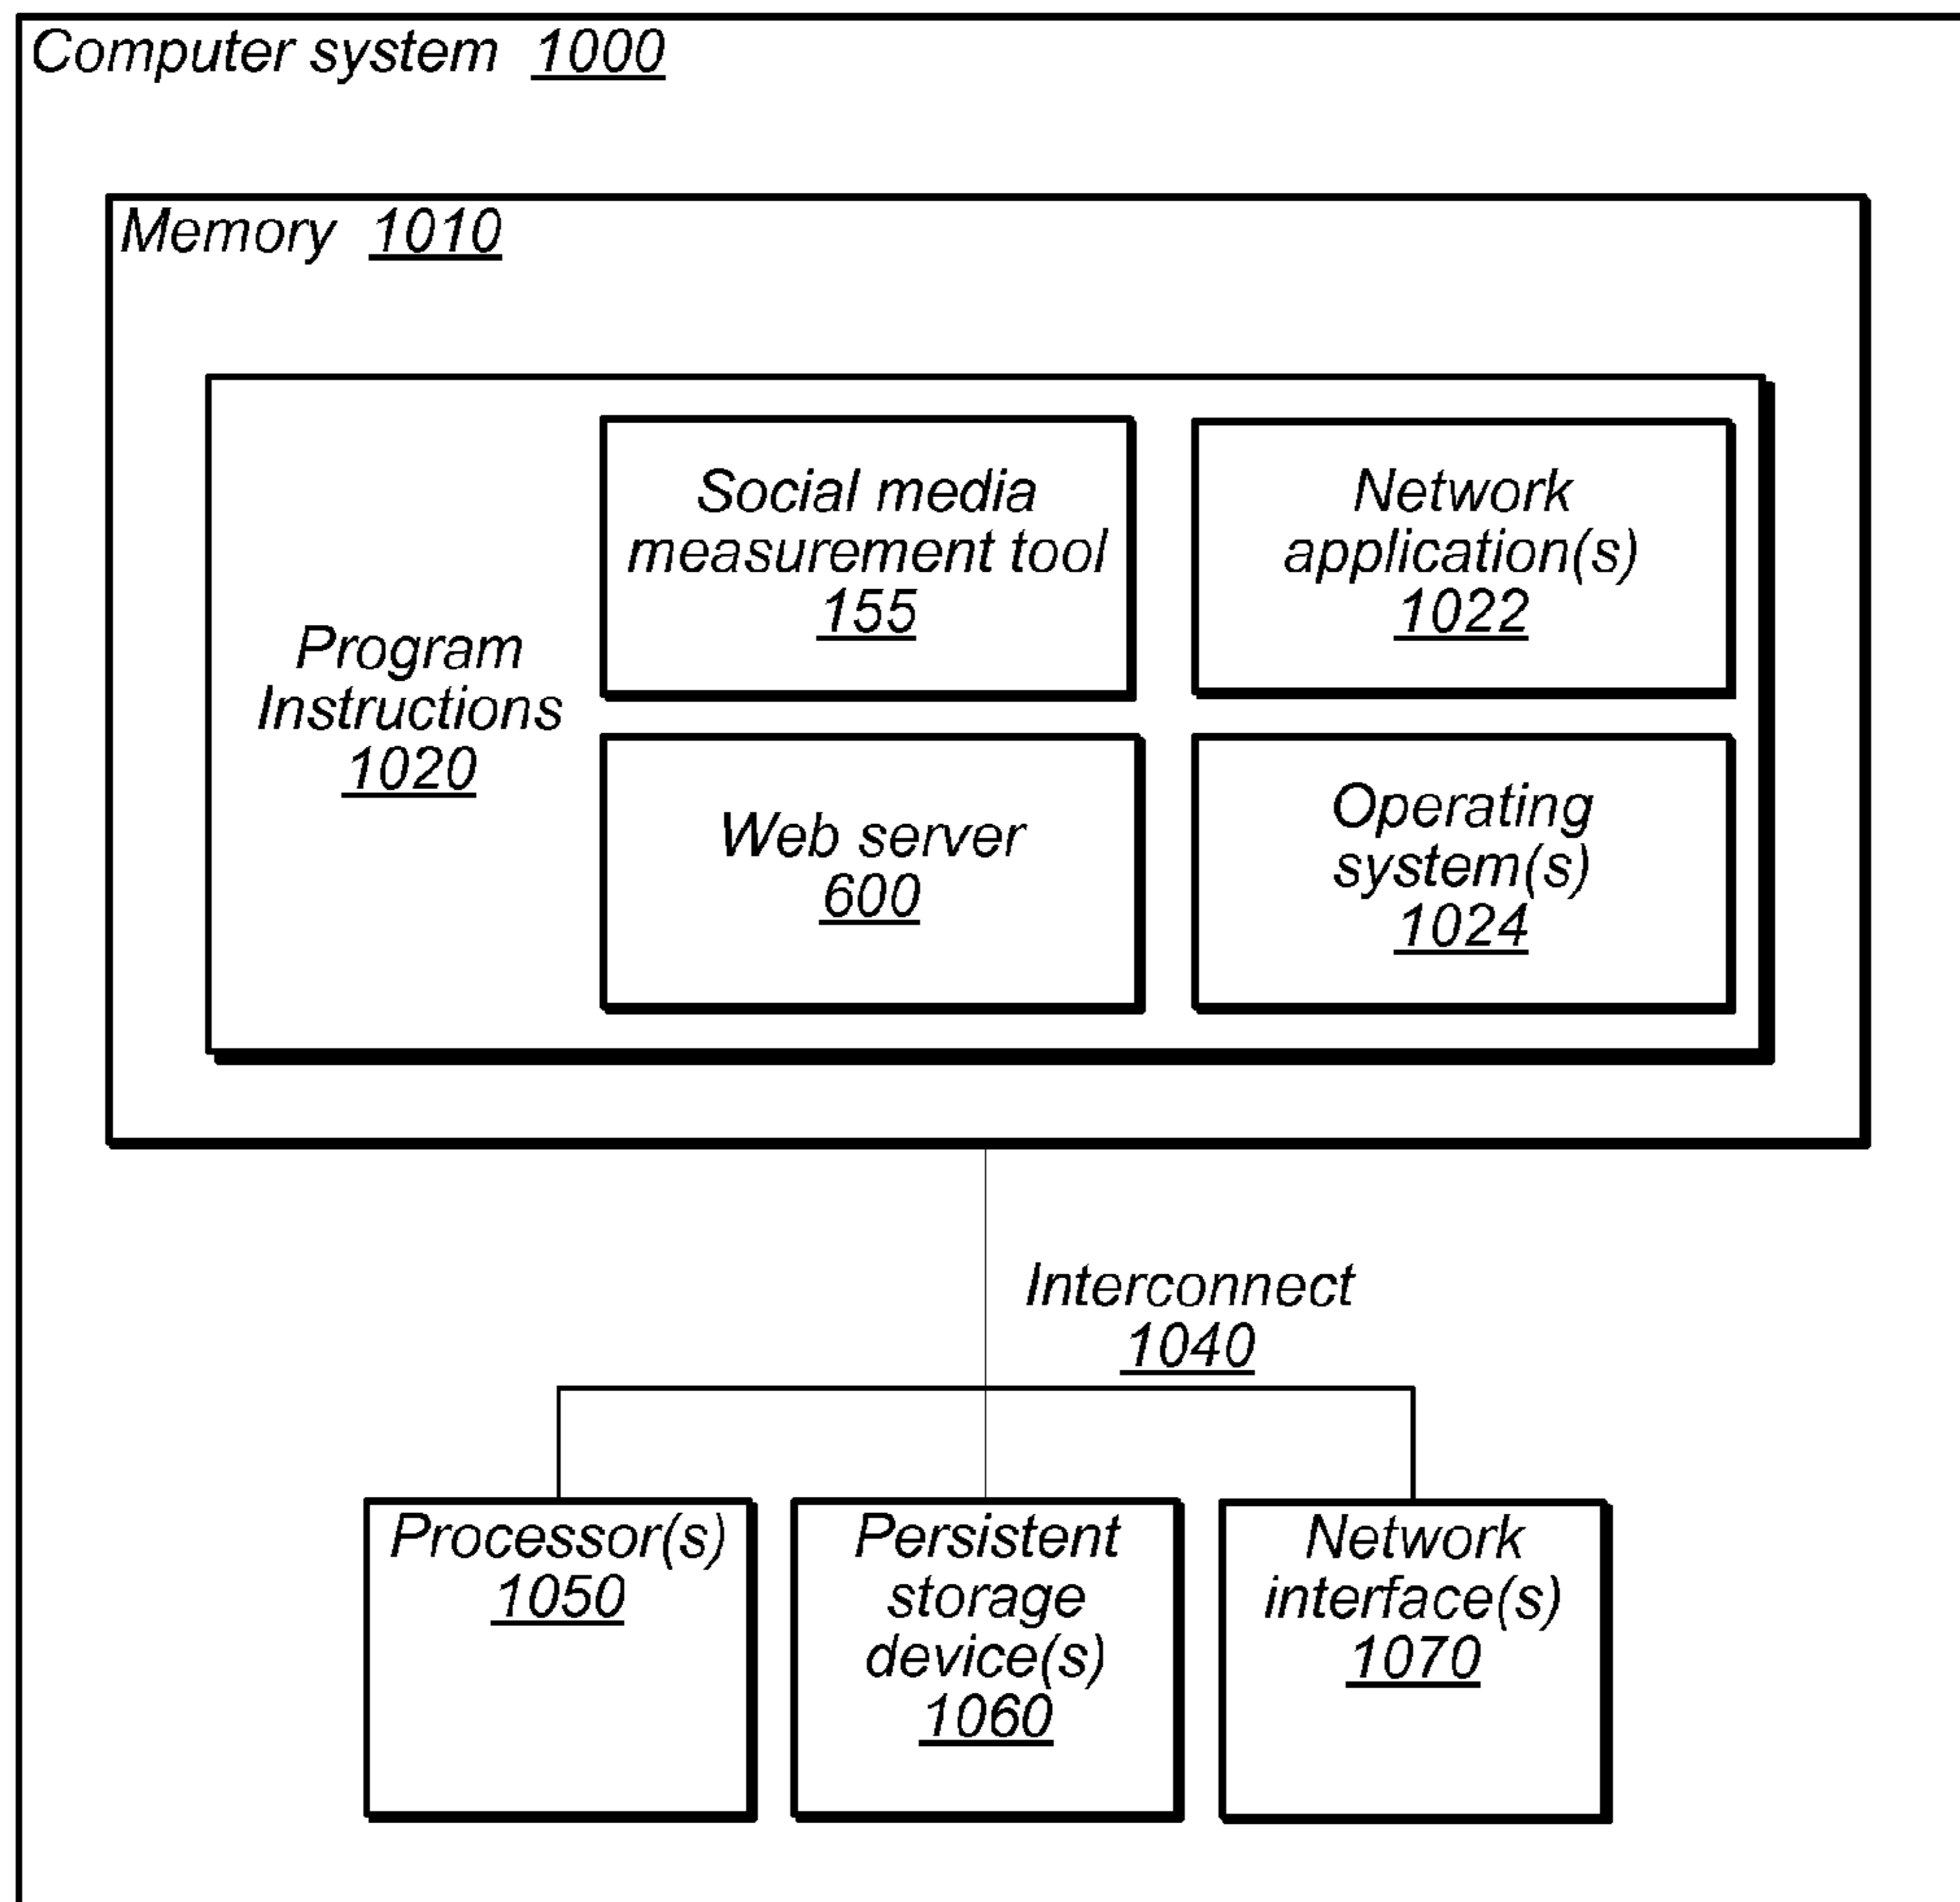 Computer system 1000
Memory 1010
Program
Instructions
1020
Social media
measurement tool
155
Network
application(s)
1022
Web server
600
Operating
system(s)
1024
Interconnect
1040
Processor(s)
1050
Persistent
storage
device(s)
1060
Network
interface(s)
1070